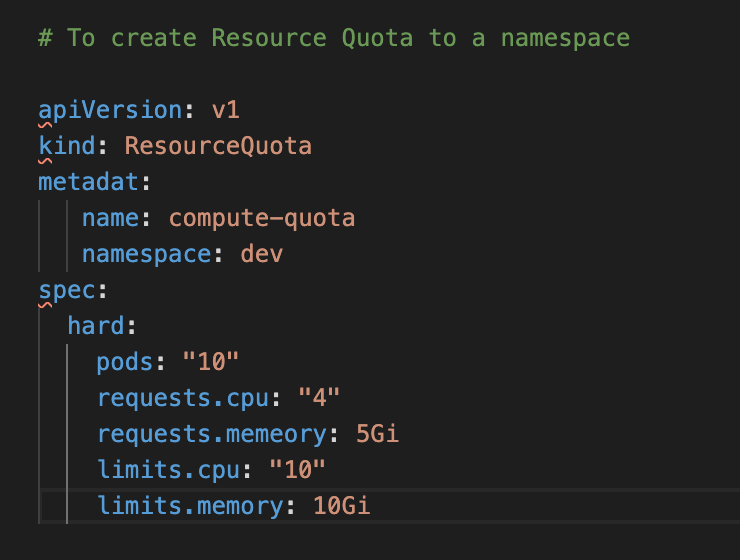 # To create Resource Quota to a namespace
apiVersion: v1
kind: ResourceQuota
metadat:
name: compute-quota
namespace: dev
spec:
hard:
pods: "10"
requests.cpu: "4"
requests.memeory: 5Gi
limits.cpu: "10"
limits.memory: 10Gi